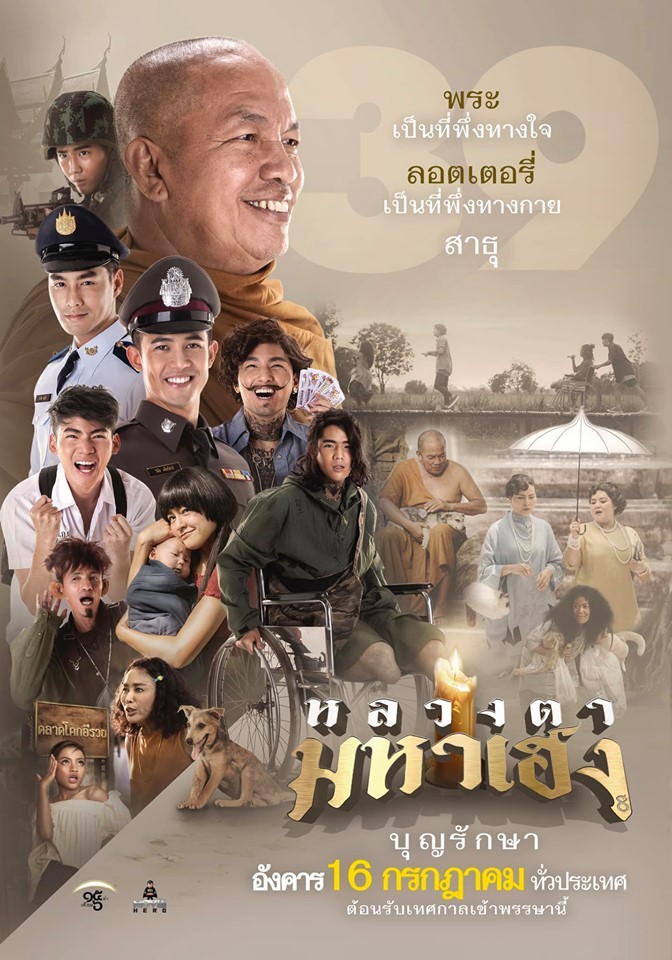 39
พระ
เป็นที่พึ่งทางใจ
ลอตเตอรี่
เป็นที่พึ่งทางกาย
สาธุ
ตลาดโคกอีรวย
หลวงตา
มหาเฮง
บุญรักษา
อังคาร 16 กรกฎาคม ทั่วประเทศ
ต้อนรับเทศกาลเข้าพรรษานี้
HERO